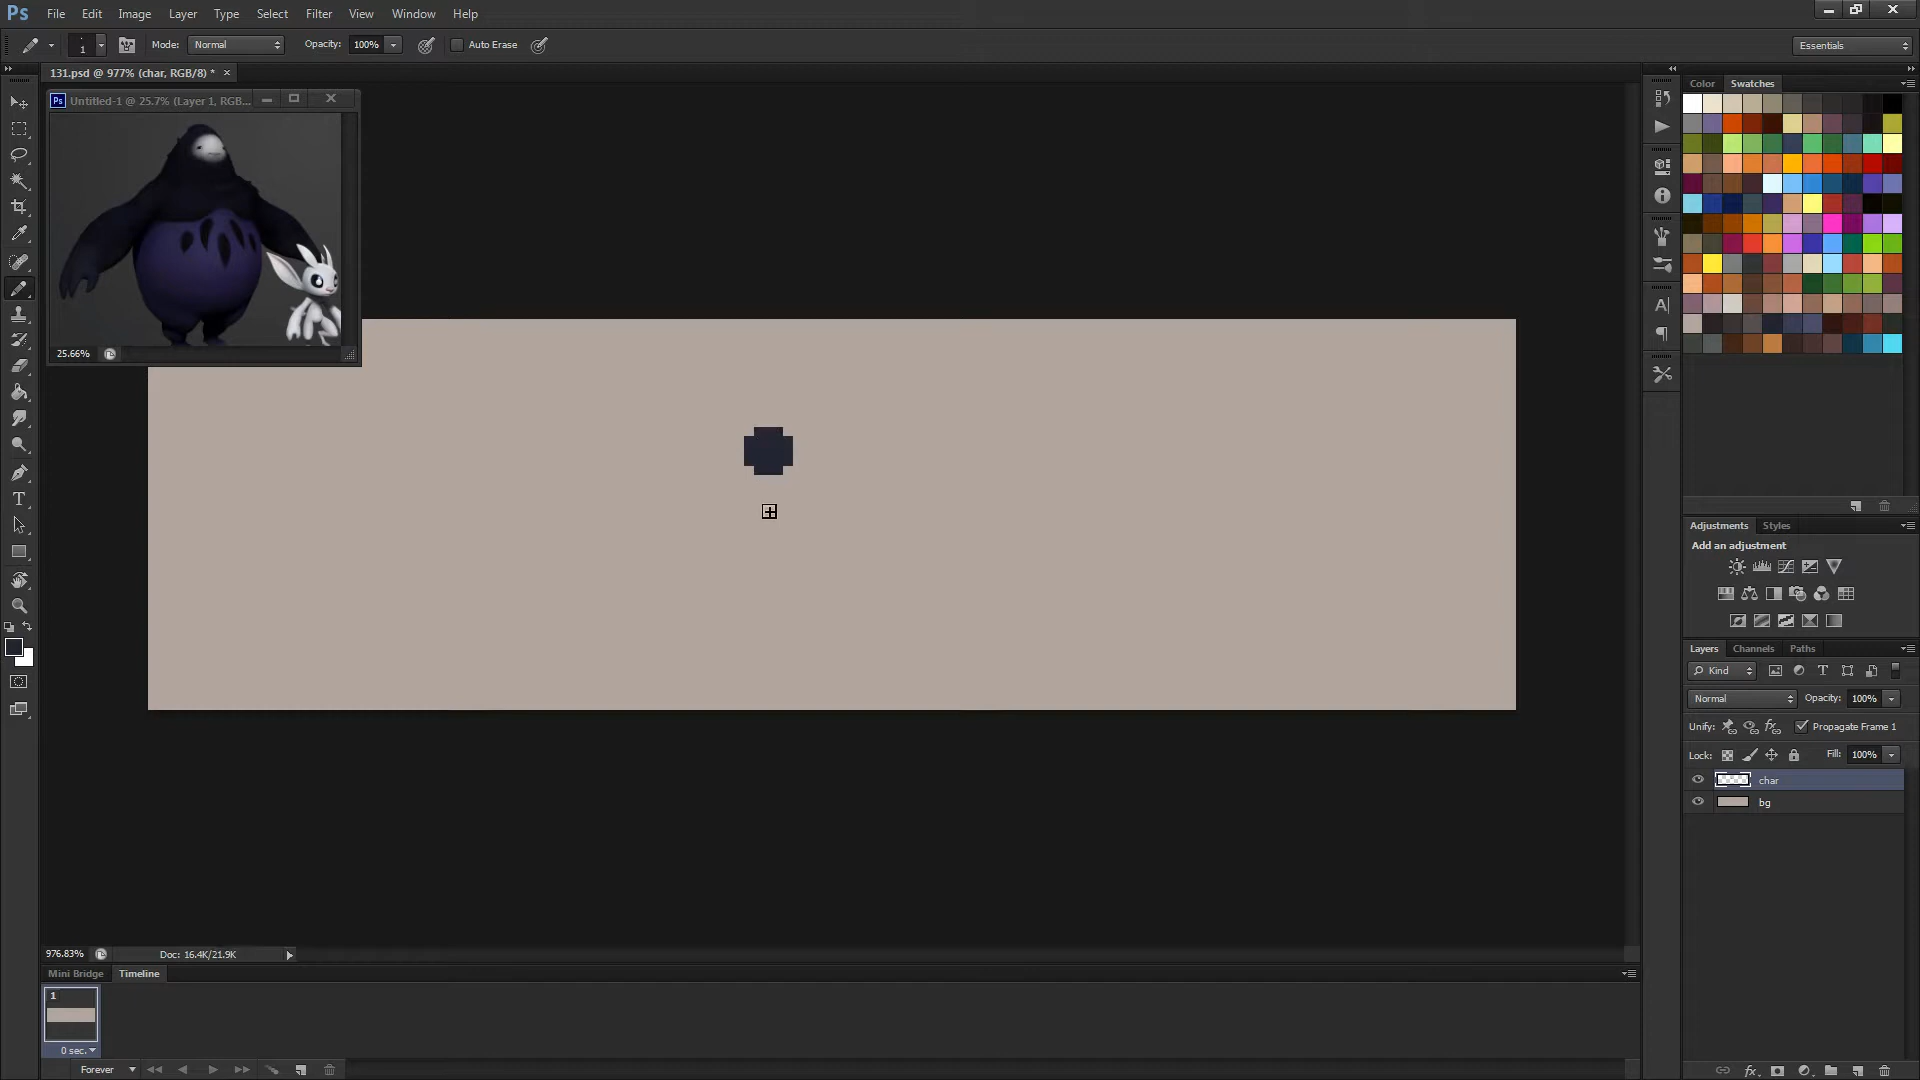 Ps File Edit Image Layer Type Select Filter View Window Help
1 Mode: Normal Opacity: 100% Auto Erase Essentials
131.psd @ 977% (char, RGB/8) *
Ps Untitled-1 @ 25.7% (Layer 1, RGB...
25.66%
T
976.83% Doc: 16.4K/21.9K
Mini Bridge Timeline
1
0 sec.
Forever
Color Swatches
Adjustments Styles
Add an adjustment
Layers Channels Paths
Kind
Normal Opacity: 100%
Unify: Propagate Frame 1
Lock: Fill: 100%
char
bg
fx